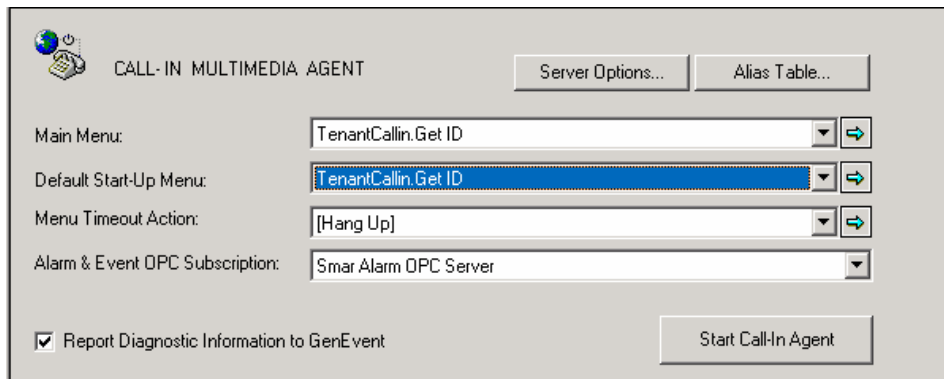 CALL-IN MULTIMEDIA AGENT
Server Options...
Alias Table...
Main Menu:
TenantCallin.Get ID
Default Start-Up Menu:
TenantCallin.Get ID
Menu Timeout Action:
[Hang Up]
Alarm & Event OPC Subscription:
Smar Alarm OPC Server
Report Diagnostic Information to GenEvent
Start Call-In Agent